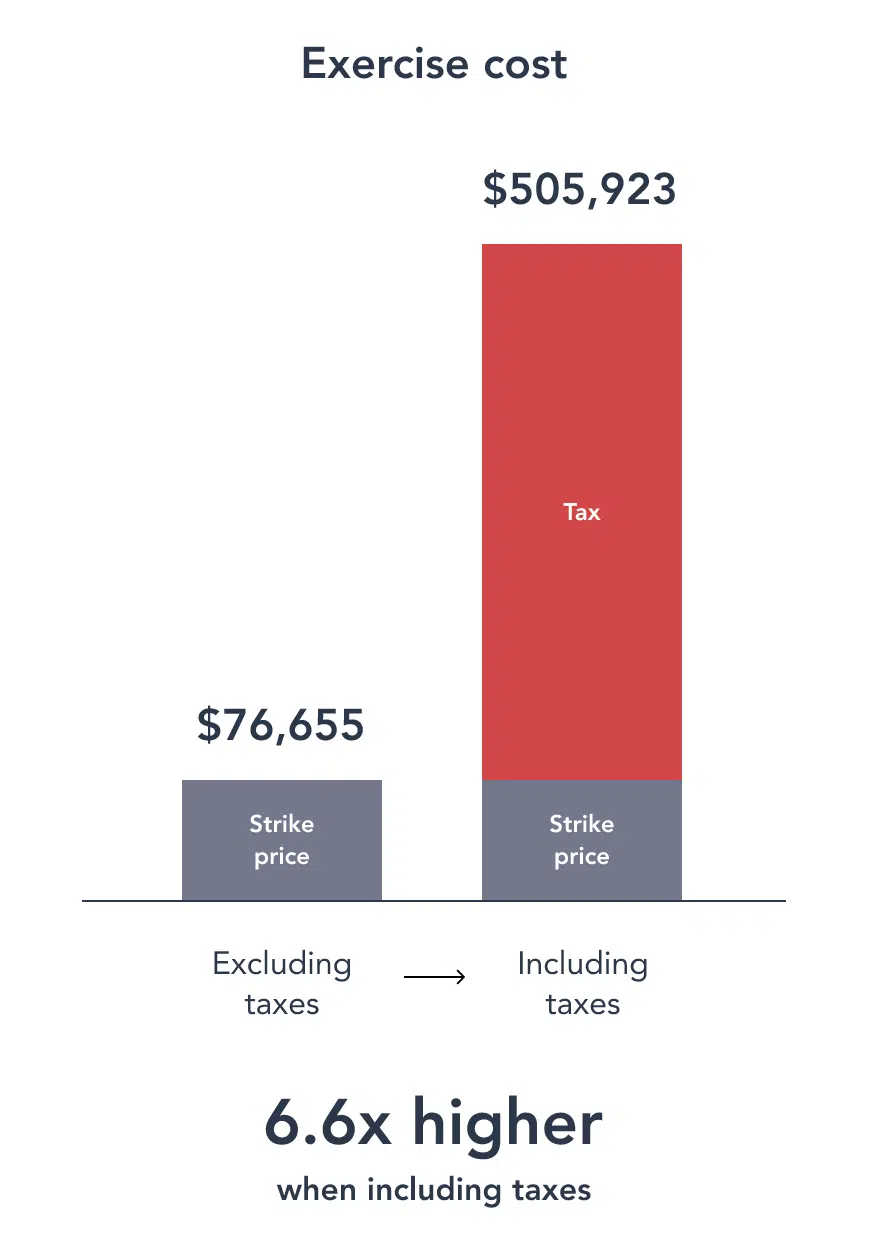 Exercise cost
$505,923
Tax
$76,655
Strike
price
Strike
price
Excluding
taxes
Including
taxes
6.6x higher
when including taxes